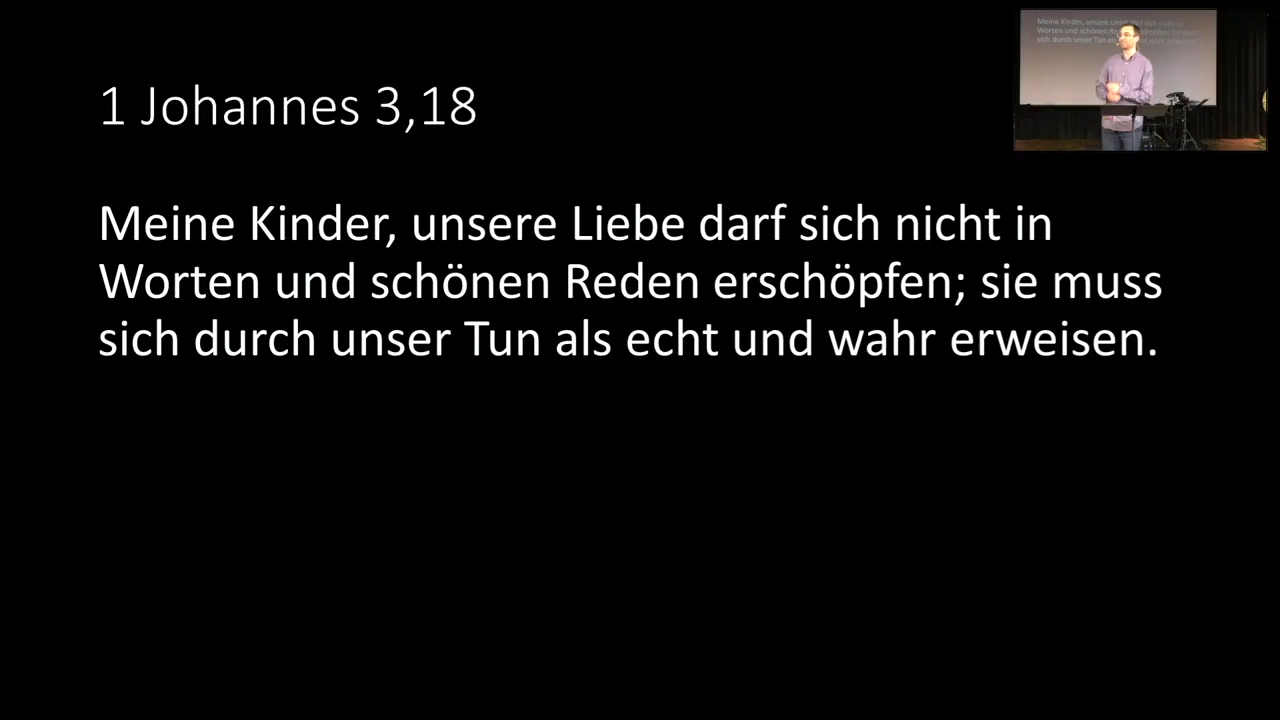 1 Johannes 3,18
Meine Kinder, unsere Liebe darf sich nicht in
Worten und schönen Reden erschöpfen; sie muss
sich durch unser Tun als echt und wahr erweisen.